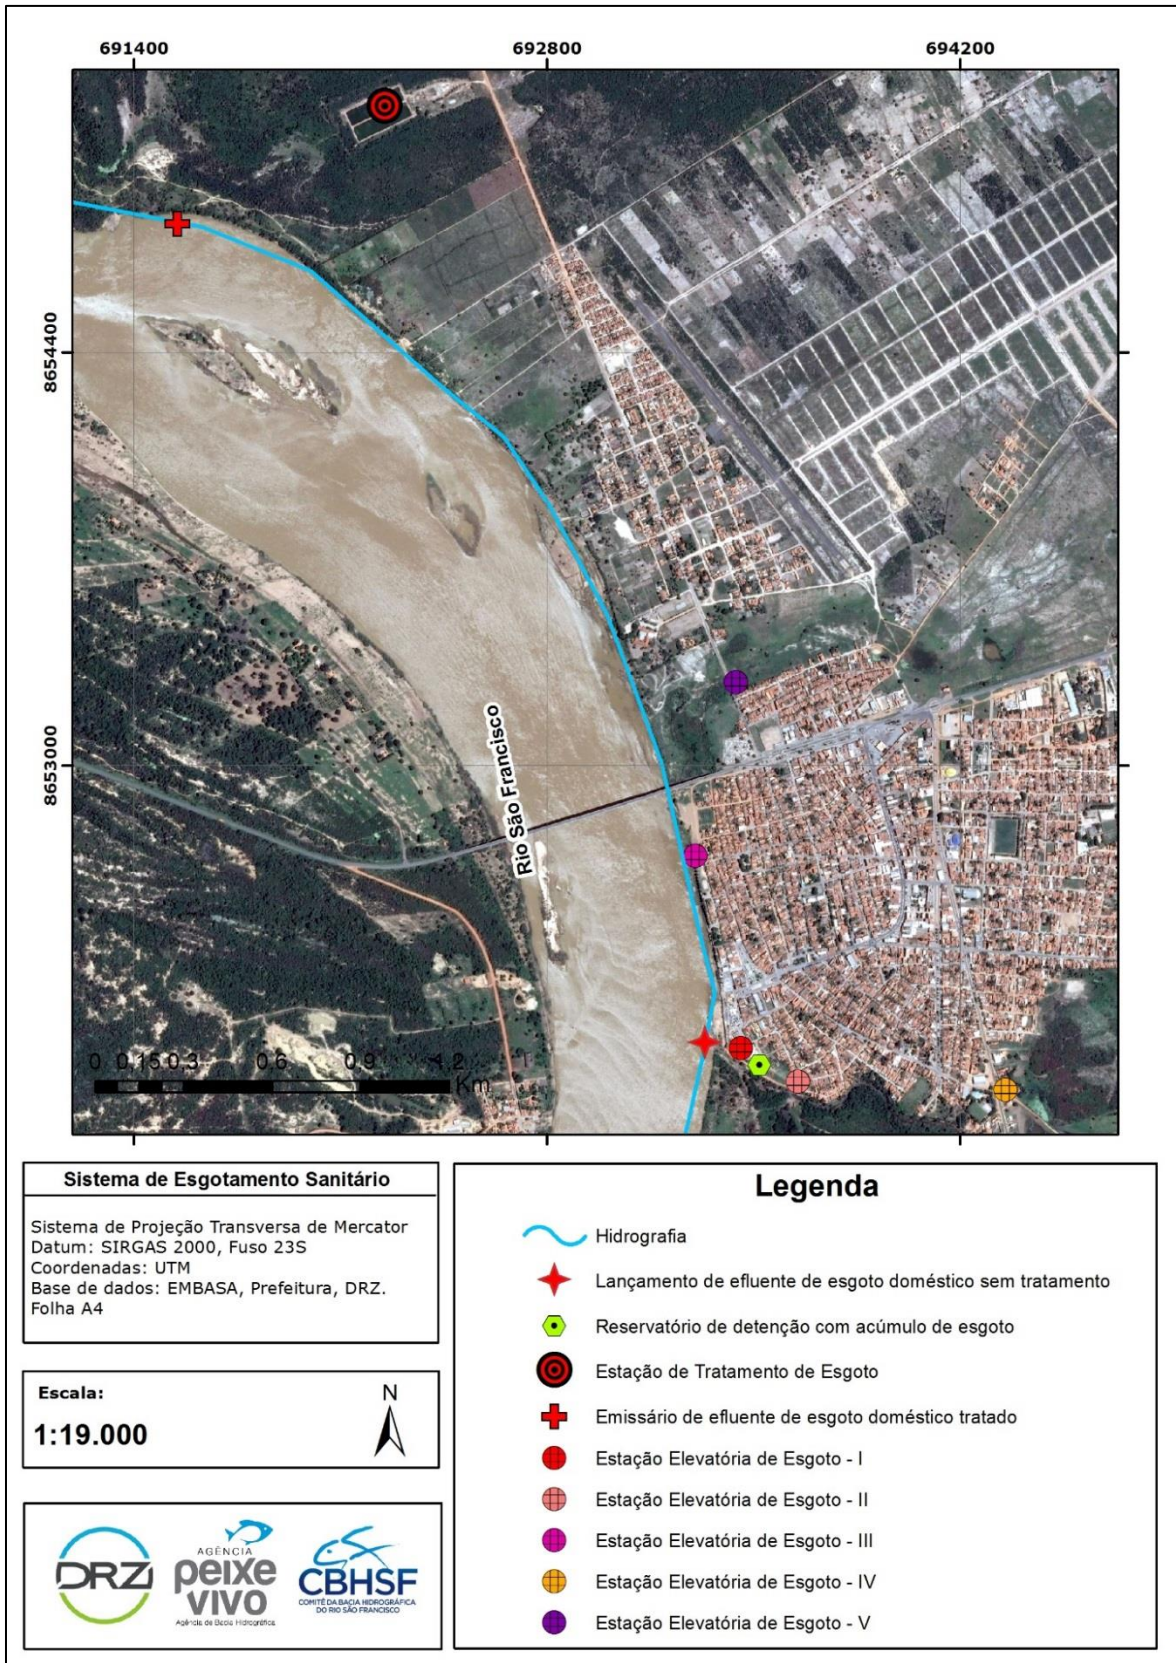 691400
692800
694200
8654400
8653000
Rio São Francisco
0 0,15 0,3 0,6 0,9 1,2
Km
Sistema de Esgotamento Sanitário
Sistema de Projeção Transversa de Mercator
Datum: SIRGAS 2000, Fuso 23S
Coordenadas: UTM
Base de dados: EMBASA, Prefeitura, DRZ.
Folha A4
Escala:
1:19.000
N
DRZ
AGÊNCIA
peixe
VIVO
Agência de Bacia Hidrográfica
CBHSF
COMITÊ DA BACIA HIDROGRÁFICA
DO RIO SÃO FRANCISCO
Legenda
Hidrografia
Lançamento de efluente de esgoto doméstico sem tratamento
Reservatório de detenção com acúmulo de esgoto
Estação de Tratamento de Esgoto
Emissário de efluente de esgoto doméstico tratado
Estação Elevatória de Esgoto - I
Estação Elevatória de Esgoto - II
Estação Elevatória de Esgoto - III
Estação Elevatória de Esgoto - IV
Estação Elevatória de Esgoto - V